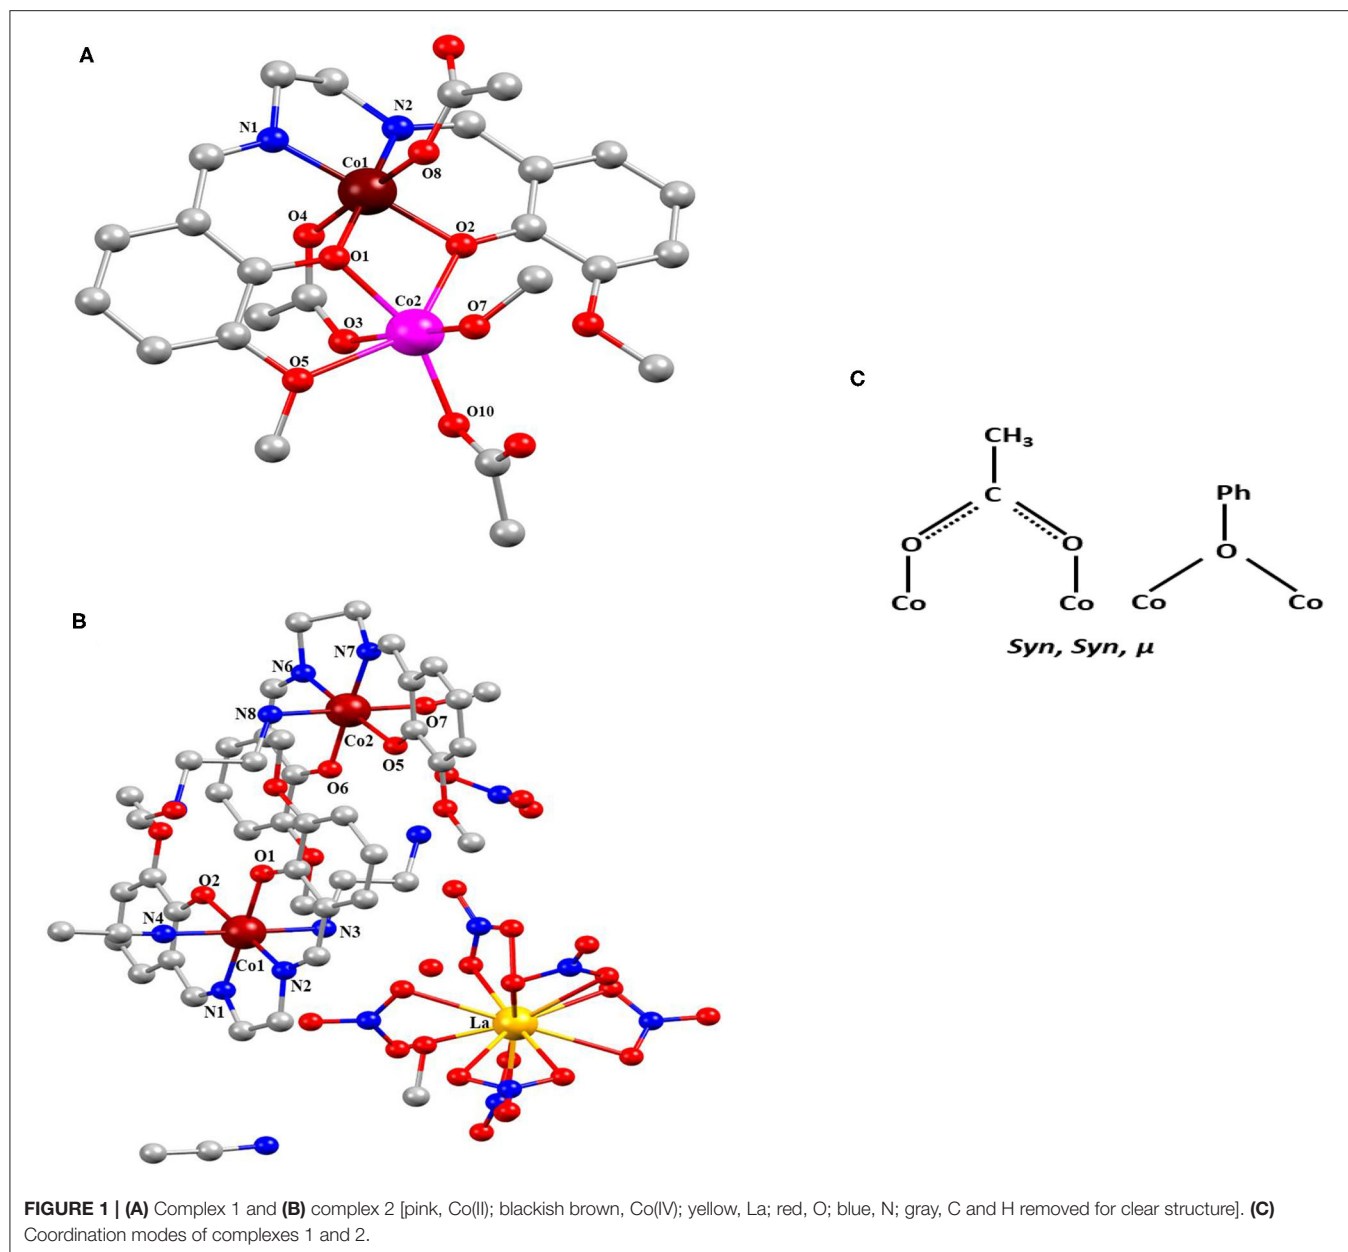 A
N1
N2
Co1
O8
O4
O1
O2
Co2
O7
O3
O5
O10
C
CH₃
C
Ph
O
O
O
Co
Co
Co
Co
Syn, Syn, μ
B
N7
N6
N8
O7
Co2
O5
O6
O1
O2
N4
N3
Co1
N2
N1
La
FIGURE 1 | (A) Complex 1 and (B) complex 2 [pink, Co(II); blackish brown, Co(IV); yellow, La; red, O; blue, N; gray, C and H removed for clear structure]. (C)
Coordination modes of complexes 1 and 2.